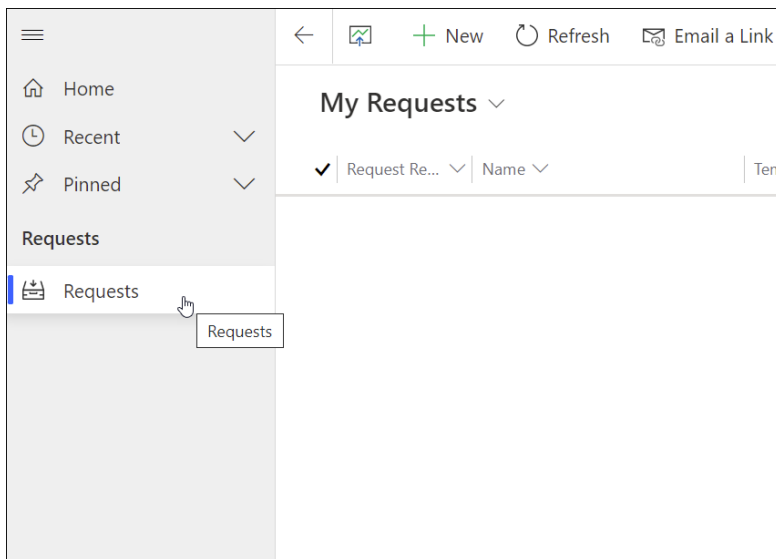 New Refresh Email a Link
Home
My Requests
Recent
Request Re... Name
Pinned
Requests
Requests
Requests